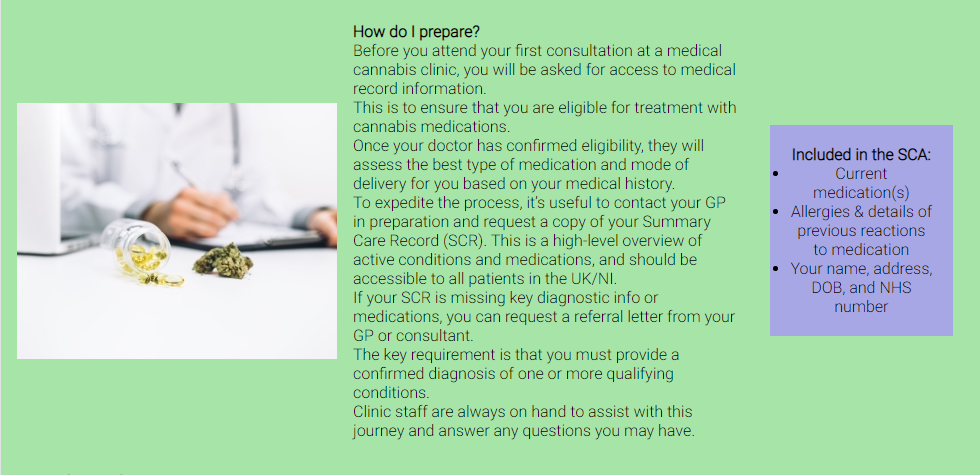 How do I prepare?
Before you attend your first consultation at a medical
cannabis clinic, you will be asked for access to medical
record information.
This is to ensure that you are eligible for treatment with
cannabis medications.
Once your doctor has confirmed eligibility, they will
assess the best type of medication and mode of
delivery for you based on your medical history.
To expedite the process, it's useful to contact your GP
in preparation and request a copy of your Summary
Care Record (SCR). This is a high-level overview of
active conditions and medications, and should be
accessible to all patients in the UK/NI.
If your SCR is missing key diagnostic info or
medications, you can request a referral letter from your
GP or consultant.
The key requirement is that you must provide a
confirmed diagnosis of one or more qualifying
conditions.
Clinic staff are always on hand to assist with this
journey and answer any questions you may have.
Included in the SCA:
• Current
medication(s)
• Allergies & details of
previous reactions
to medication
• Your name, address,
DOB, and NHS
number